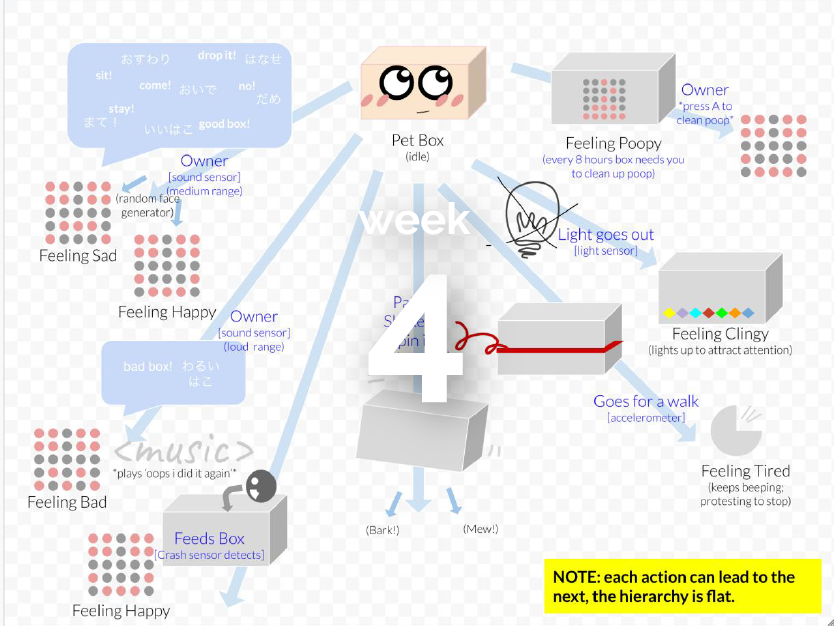 おすわり drop it! はなせ
sit!
come! おいで no!
だめ
stay!
まて！
いいはこ good box!
Owner
[sound sensor]
(medium range)
(random face
generator)
Feeling Sad
Feeling Happy
Pet Box
(idle)
Feeling Poopy
(every 8 hours box needs you
to clean up poop)
Owner
*press A to
clean poop*
week
4
Light goes out
[light sensor]
Feeling Clingy
(lights up to attract attention)
Owner
[sound sensor]
(loud range)
bad box! わるい
はこ
<music>
*plays 'oops i did it again'*
Feeling Bad
Goes for a walk
[accelerometer]
Feeling Tired
(keeps beeping;
protesting to stop)
Feeds Box
[Crash sensor detects]
Feeling Happy
(Bark!)
(Mew!)
NOTE: each action can lead to the
next, the hierarchy is flat.